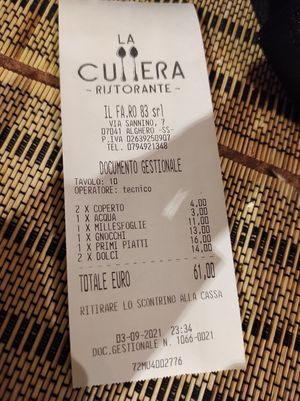 LA
CUCCHIERA
RISTORANTE
IL FA.RO 83 srl
VIA SANNINO, 7
07041 ALGHERO -SS-
P.IVA 02639250907
TEL. 0794921348
DOCUMENTO GESTIONALE
TAVOLO: 10
OPERATORE: tecnico
2 X COPERTO 4,00
1 X ACQUA 3,00
1 X MILLESFOGLIE 11,00
1 X GNOCCHI 13,00
1 X PRIMI PIATTI 16,00
2 X DOLCI 14,00
TOTALE EURO 61,00
RITIRARE LO SCONTRINO ALLA CASSA
03-09-2021 23:34
DOC.GESTIONALE N. 1066-0021
72MU4002776